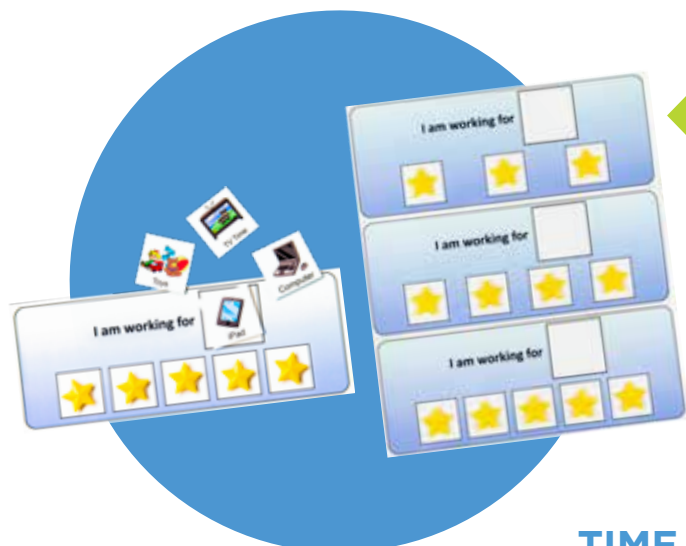 I am working for
I am working for
I am working for
TV Time
Toys
Computer
I am working for
iPad
TIME